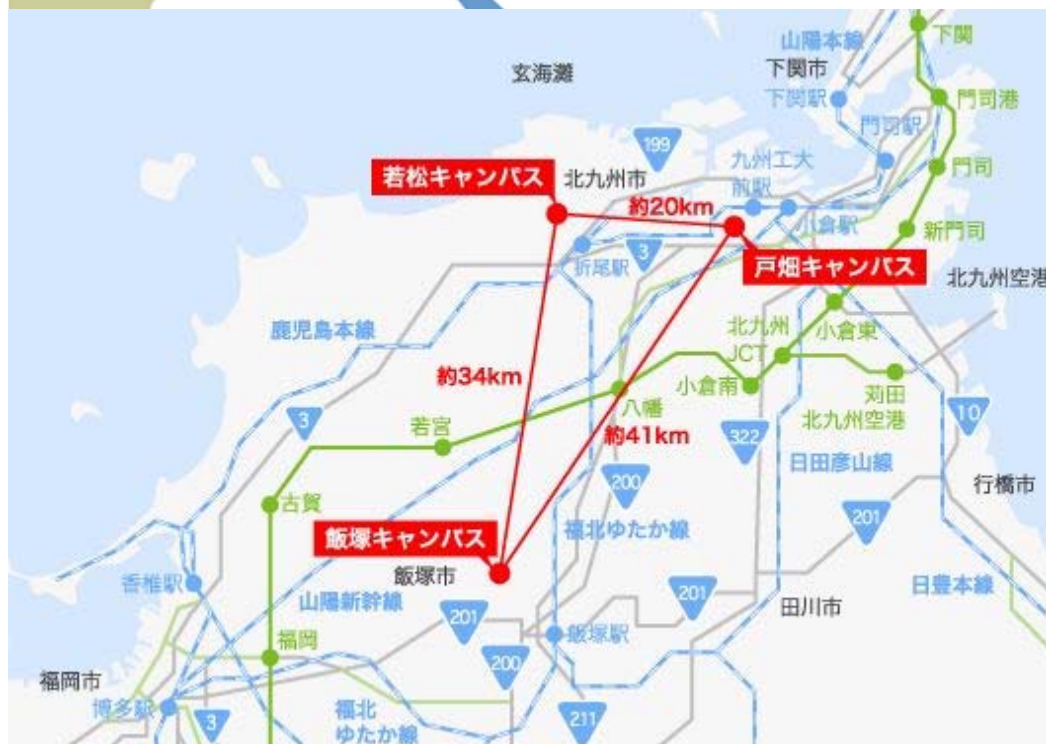 下関
山陽本線
下関市
玄海灘
下関駅
門司港
門司駅
199
九州工大
前駅
門司
若松キャンパス
北九州市
約20km
小倉駅
新門司
折尾駅
3
戸畑キャンパス
北九州空港
鹿児島本線
北九州
JCT
小倉東
約34km
小倉南
苅田
北九州空港
八幡
3
若宮
約41km
322
10
日田彦山線
200
行橋市
古賀
201
飯塚キャンパス
福北ゆたか線
飯塚市
香椎駅
山陽新幹線
201
201
日豊本線
田川市
飯塚駅
福岡
200
福岡市
博多駅
3
福北
ゆたか線
211